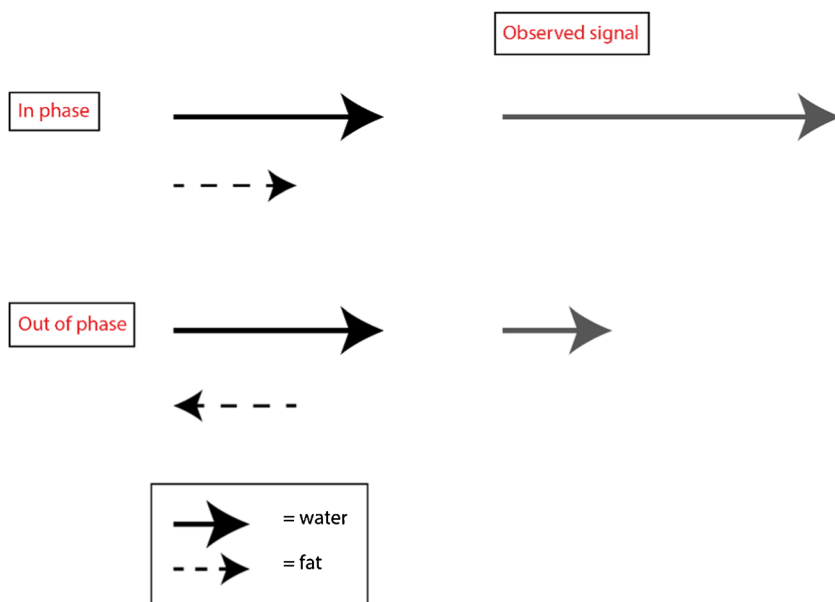 Observed signal
In phase
Out of phase
= water
= fat